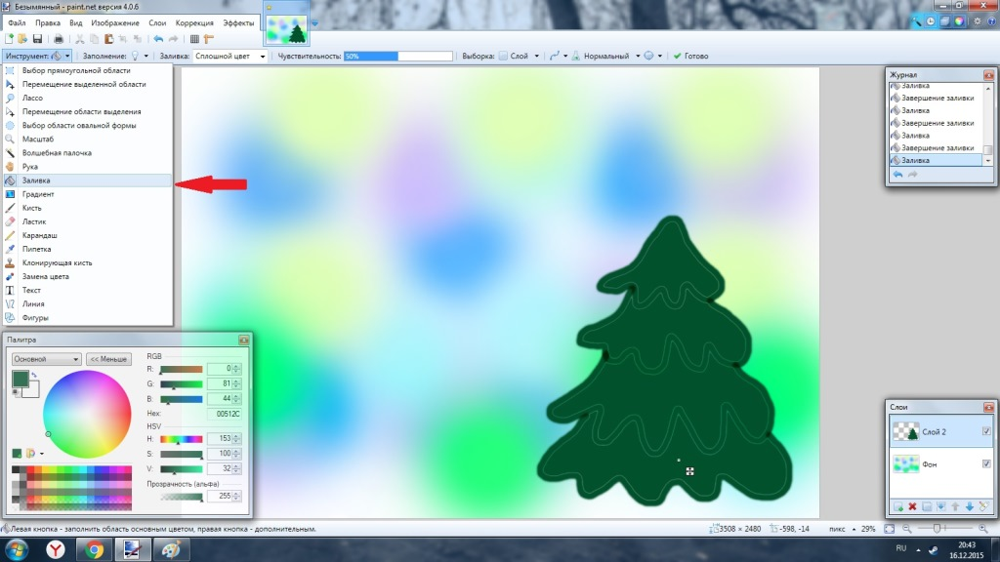 Безымянный - paint.net версия 4.0.6
Файл Правка Вид Изображение Слои Коррекция Эффекты
Инструмент: Заполнение: Заливка: Сплошной цвет Чувствительность: 50% Выборка: Слой Нормальный Готово
Выбор прямоугольной области
Перемещение выделенной области
Лассо
Перемещение области выделения
Выбор области овальной формы
Масштаб
Волшебная палочка
Рука
Заливка
Градиент
Кисть
Ластик
Карандаш
Пипетка
Клонирующая кисть
Замена цвета
Текст
Линия
Фигуры
Журнал
Заливка
Завершение заливки
Заливка
Завершение заливки
Заливка
Завершение заливки
Заливка
Палитра
Основной << Меньше
RGB
R: 0
G: 81
B: 44
Hex: 00512C
HSV
H: 153
S: 100
V: 32
Прозрачность (альфа)
255
Слои
Слой 2
Фон
Левая кнопка - заполнить область основным цветом, правая кнопка - дополнительным. 3508 × 2480 -598, -14 пикс 29%
RU 20:43
16.12.2015